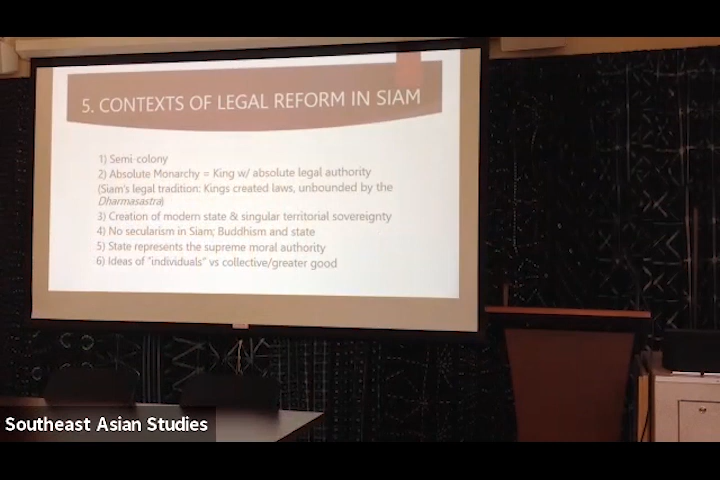 5. CONTEXTS OF LEGAL REFORM IN SIAM
1) Semi-colony
2) Absolute Monarchy = King w/ absolute legal authority
(Siam's legal tradition: Kings created laws, unbounded by the
Dharmasastra)
3) Creation of modern state & singular territorial sovereignty
4) No secularism in Siam; Buddhism and state
5) State represents the supreme moral authority
6) Ideas of "individuals" vs collective/greater good
Southeast Asian Studies